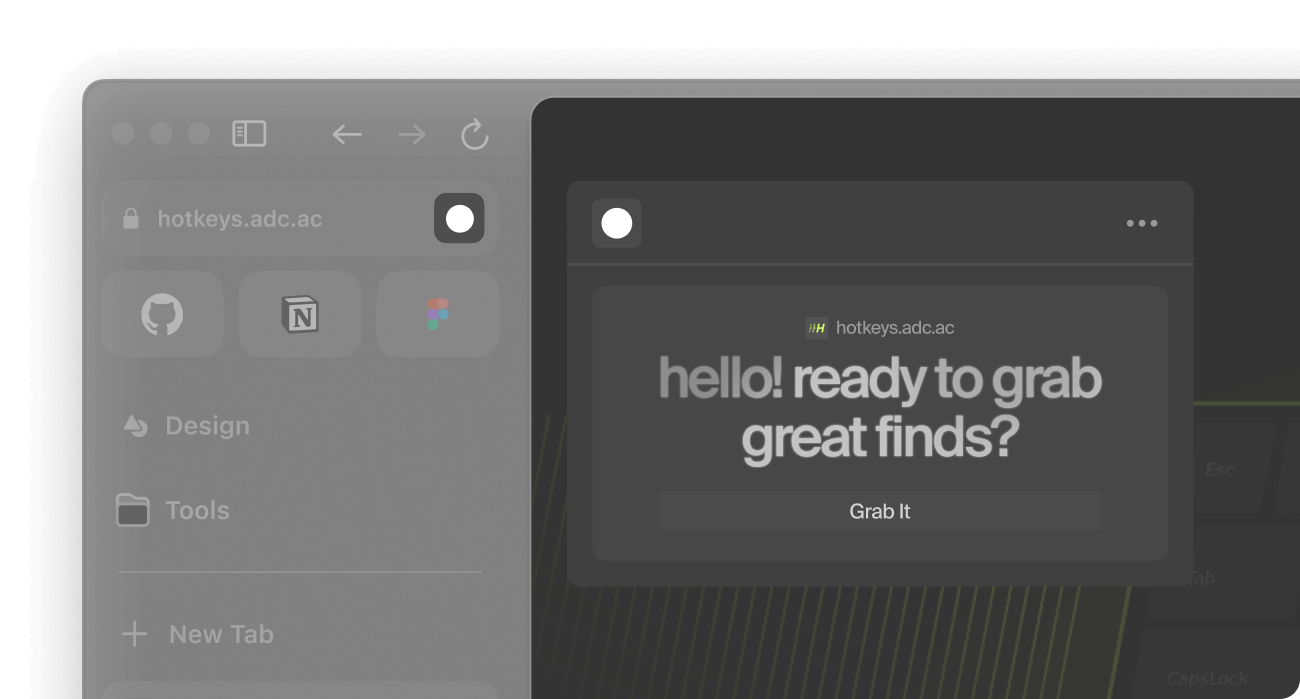 hotkeys.adc.ac
N
Design
Tools
New Tab
H hotkeys.adc.ac
hello! ready to grab
great finds?
Grab It
Esc
Tab
CapsLock